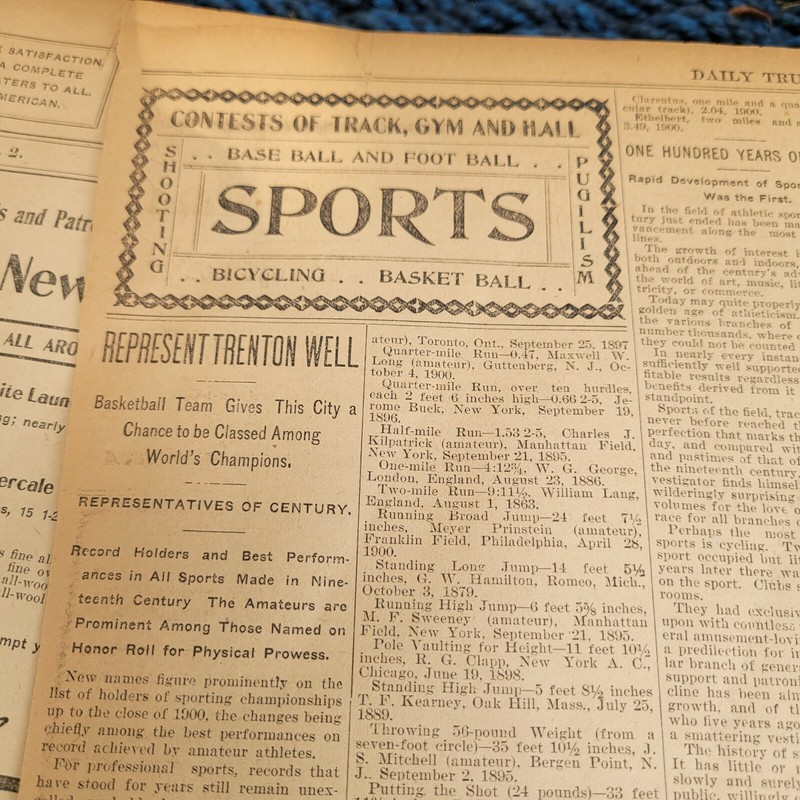 E SATISFACTION
A COMPLETE
TERS TO ALL.
MERICAN.
2.
s and Patr
New
ALL ARO
ite Laun
ng; nearly
ercale
s, 15 1-2
s fine al
fine
all-woo
ll-wool
mpt y
DAILY TRU
CONTESTS OF TRACK, GYM AND HALL
. . BASE BALL AND FOOT BALL . .
SHOOTING
SPORTS
PUGILISM
. . BICYCLING . . BASKET BALL . .
REPRESENT TRENTON WELL
Basketball Team Gives This City a
Chance to be Classed Among
World's Champions.
REPRESENTATIVES OF CENTURY.
Record Holders and Best Perform-
ances in All Sports Made in Nine-
teenth Century The Amateurs are
Prominent Among Those Named on
Honor Roll for Physical Prowess.
New names figure prominently on the
list of holders of sporting championships
up to the close of 1900, the changes being
chiefly among the best performances on
record achieved by amateur athletes.
For professional sports, records that
have stood for years still remain unex-
ateur), Toronto, Ont., September 25, 1897
Quarter-mile Run—0.47, Maxwell W.
Long (amateur), Guttenberg, N. J., Oc-
tober 4, 1900.
Quarter-mile Run, over ten hurdles,
each 2 feet 6 inches high—0.56 2-5, Je-
rome Buck, New York, September 19,
1896.
Half-mile Run—1.53 2-5, Charles J.
Kilpatrick (amateur), Manhattan Field,
New York, September 21, 1895.
One-mile Run—4:12¾, W. G. George,
London, England, August 23, 1886.
Two-mile Run—9:11½, William Lang,
England, August 1, 1863.
Running Broad Jump—24 feet 7½
inches, Meyer Prinstein (amateur),
Franklin Field, Philadelphia, April 28,
1900.
Standing Long Jump—14 feet 5½
inches, G. W. Hamilton, Romeo, Mich.,
October 3, 1879.
Running High Jump—6 feet 5⅝ inches,
M. F. Sweeney (amateur), Manhattan
Field, New York, September 21, 1895.
Pole Vaulting for Height—11 feet 10½
inches, R. G. Clapp, New York A. C.,
Chicago, June 19, 1898.
Standing High Jump—5 feet 8½ inches
T. F. Kearney, Oak Hill, Mass., July 25,
1889.
Throwing 56-pound Weight (from a
seven-foot circle)—35 feet 10½ inches, J.
S. Mitchell (amateur), Bergen Point, N.
J., September 2, 1895.
Putting the Shot (24 pounds)—33 feet
Clarentus, one mile and a qua
cular track), 2.04, 1900.
Ethelbert, two miles and a
3.49, 1900.
ONE HUNDRED YEARS O
Rapid Development of Spor
Was the First.
In the field of athletic spor
tury just ended has been ma
vancement along the most
lines.
The growth of interest i
both outdoors and indoors,
ahead of the century's adv
the world of art, music, lit
tricity, or commerce.
Today may quite properly
golden age of athleticism.
the various branches of
number thousands, where o
they could not be counted
In nearly every instan
sufficiently well supporte
fitable results regardless
benefits derived from it
standpoint.
Sports of the field, trac
never before reached th
perfection that marks th
day, and compared wit
and pastimes of that of
the nineteenth century,
vestigator finds himsel
wilderingly surprising
volumes for the love o
race for all branches o
Perhaps the most
sports is cycling. Tw
sport occupied but lit
years later there wa
on the sport. Clubs s
rooms.
They had exclusiv
upon with countless
eral amusement-lovi
a predilection for in
lar branch of gener
support and patroni
cline has been alm
growth, and of th
who five years ago
a smattering vesti
The history of s
It has little or
slowly and surel
public, willingly